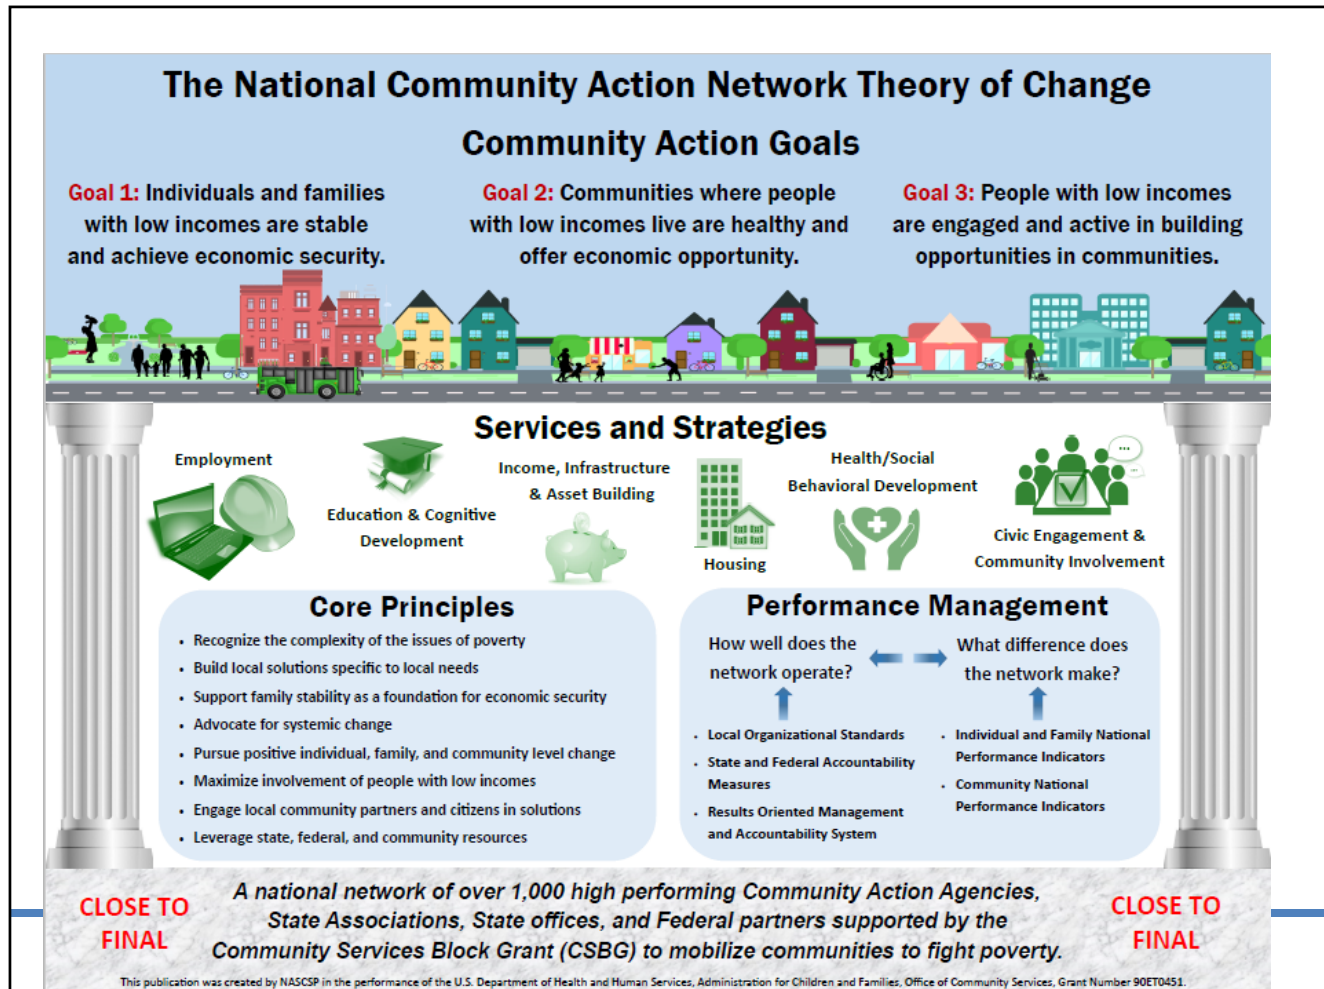 The National Community Action Network Theory of Change
Community Action Goals
Goal 1: Individuals and families
with low incomes are stable
and achieve economic security.
Goal 2: Communities where people
with low incomes live are healthy and
offer economic opportunity.
Goal 3: People with low incomes
are engaged and active in building
opportunities in communities.
Services and Strategies
Employment
Education & Cognitive
Development
Income, Infrastructure
& Asset Building
Housing
Health/Social
Behavioral Development
Civic Engagement &
Community Involvement
Core Principles
• Recognize the complexity of the issues of poverty
• Build local solutions specific to local needs
• Support family stability as a foundation for economic security
• Advocate for systemic change
• Pursue positive individual, family, and community level change
• Maximize involvement of people with low incomes
• Engage local community partners and citizens in solutions
• Leverage state, federal, and community resources
Performance Management
How well does the
network operate?
What difference does
the network make?
• Local Organizational Standards
• State and Federal Accountability
Measures
• Results Oriented Management
and Accountability System
• Individual and Family National
Performance Indicators
• Community National
Performance Indicators
CLOSE TO
FINAL
A national network of over 1,000 high performing Community Action Agencies,
State Associations, State offices, and Federal partners supported by the
Community Services Block Grant (CSBG) to mobilize communities to fight poverty.
CLOSE TO
FINAL
This publication was created by NASCSP in the performance of the U.S. Department of Health and Human Services, Administration for Children and Families, Office of Community Services, Grant Number 90ET0451.